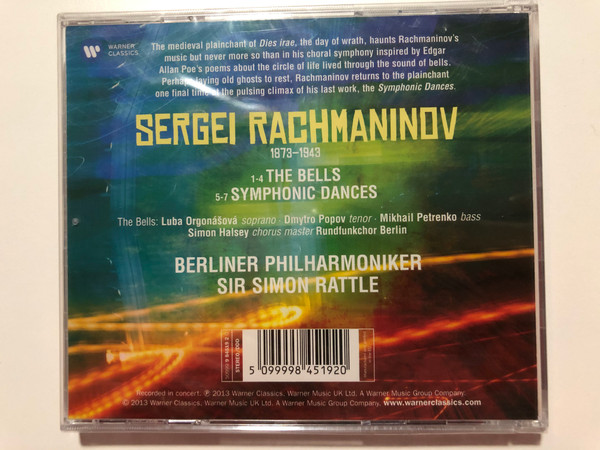 WARNER
CLASSICS
The medieval plainchant of Dies irae, the day of wrath, haunts Rachmaninov's
music but never more so than in his choral symphony inspired by Edgar
Allan Poe's poems about the circle of life lived through the sound of bells.
Perhaps laying old ghosts to rest, Rachmaninov returns to the plainchant
one final time at the pulsing climax of his last work, the Symphonic Dances.
SERGEI RACHMANINOV
1873–1943
1-4 THE BELLS
5-7 SYMPHONIC DANCES
The Bells: Luba Orgonášová soprano · Dmytro Popov tenor · Mikhail Petrenko bass
Simon Halsey chorus master Rundfunkchor Berlin
BERLINER PHILHARMONIKER
SIR SIMON RATTLE
STEREO/DDD
5 099998 451920
Recorded in concert. ℗ 2013 Warner Classics, Warner Music UK Ltd. A Warner Music Group Company.
© 2013 Warner Classics, Warner Music UK Ltd. A Warner Music Group Company. www.warnerclassics.com